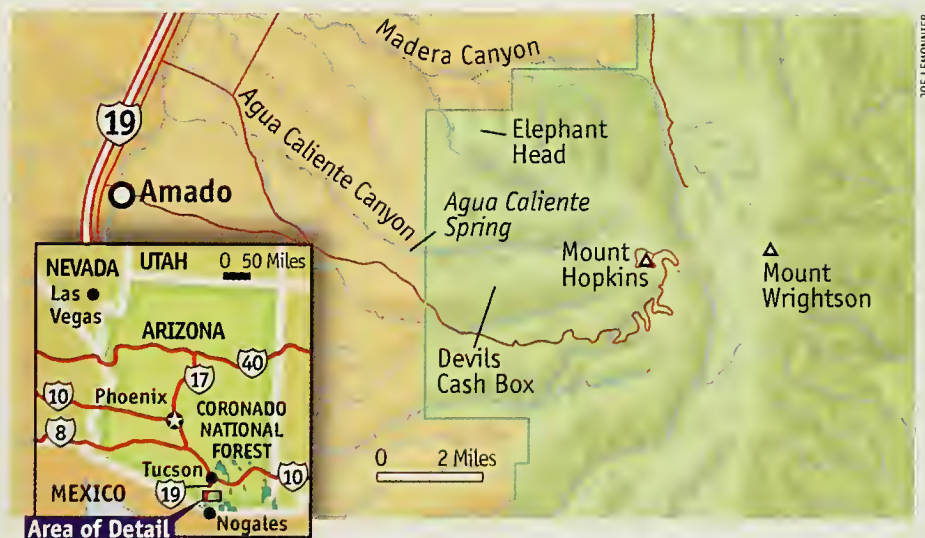 JOE LEMONNIER
Madera Canyon
19
Elephant
Head
Agua Caliente Canyon
Amado
Agua Caliente
Spring
Mount
Hopkins
Mount
Wrightson
Devils
Cash Box
0 2 Miles
NEVADA
UTAH
0 50 Miles
Las
Vegas
ARIZONA
40
17
10
Phoenix
CORONADO
NATIONAL
FOREST
8
Tucson
10
MEXICO
19
Nogales
Area of Detail